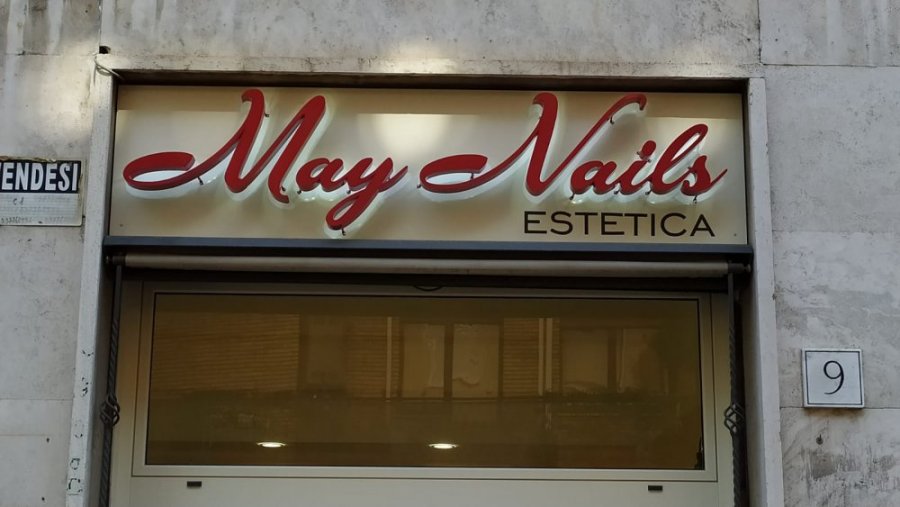 May Nails
ESTETICA
ENDESI
9